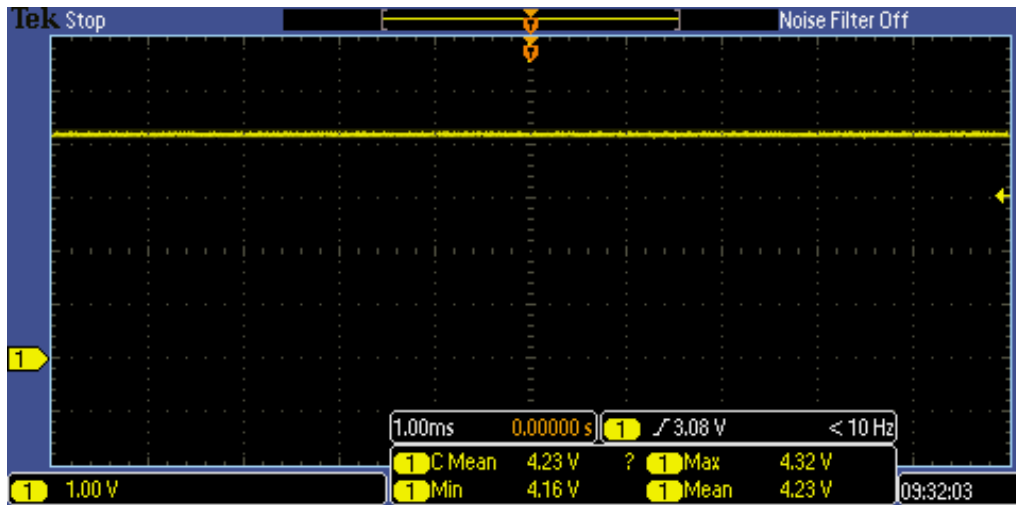 Tek Stop Noise Filter Off
T
T
1
1.00ms 0.00000 s 1 3.08 V < 10 Hz
1 C Mean 4.23 V ? 1 Max 4.32 V
1 1.00 V 1 Min 4.16 V 1 Mean 4.23 V 09:32:03